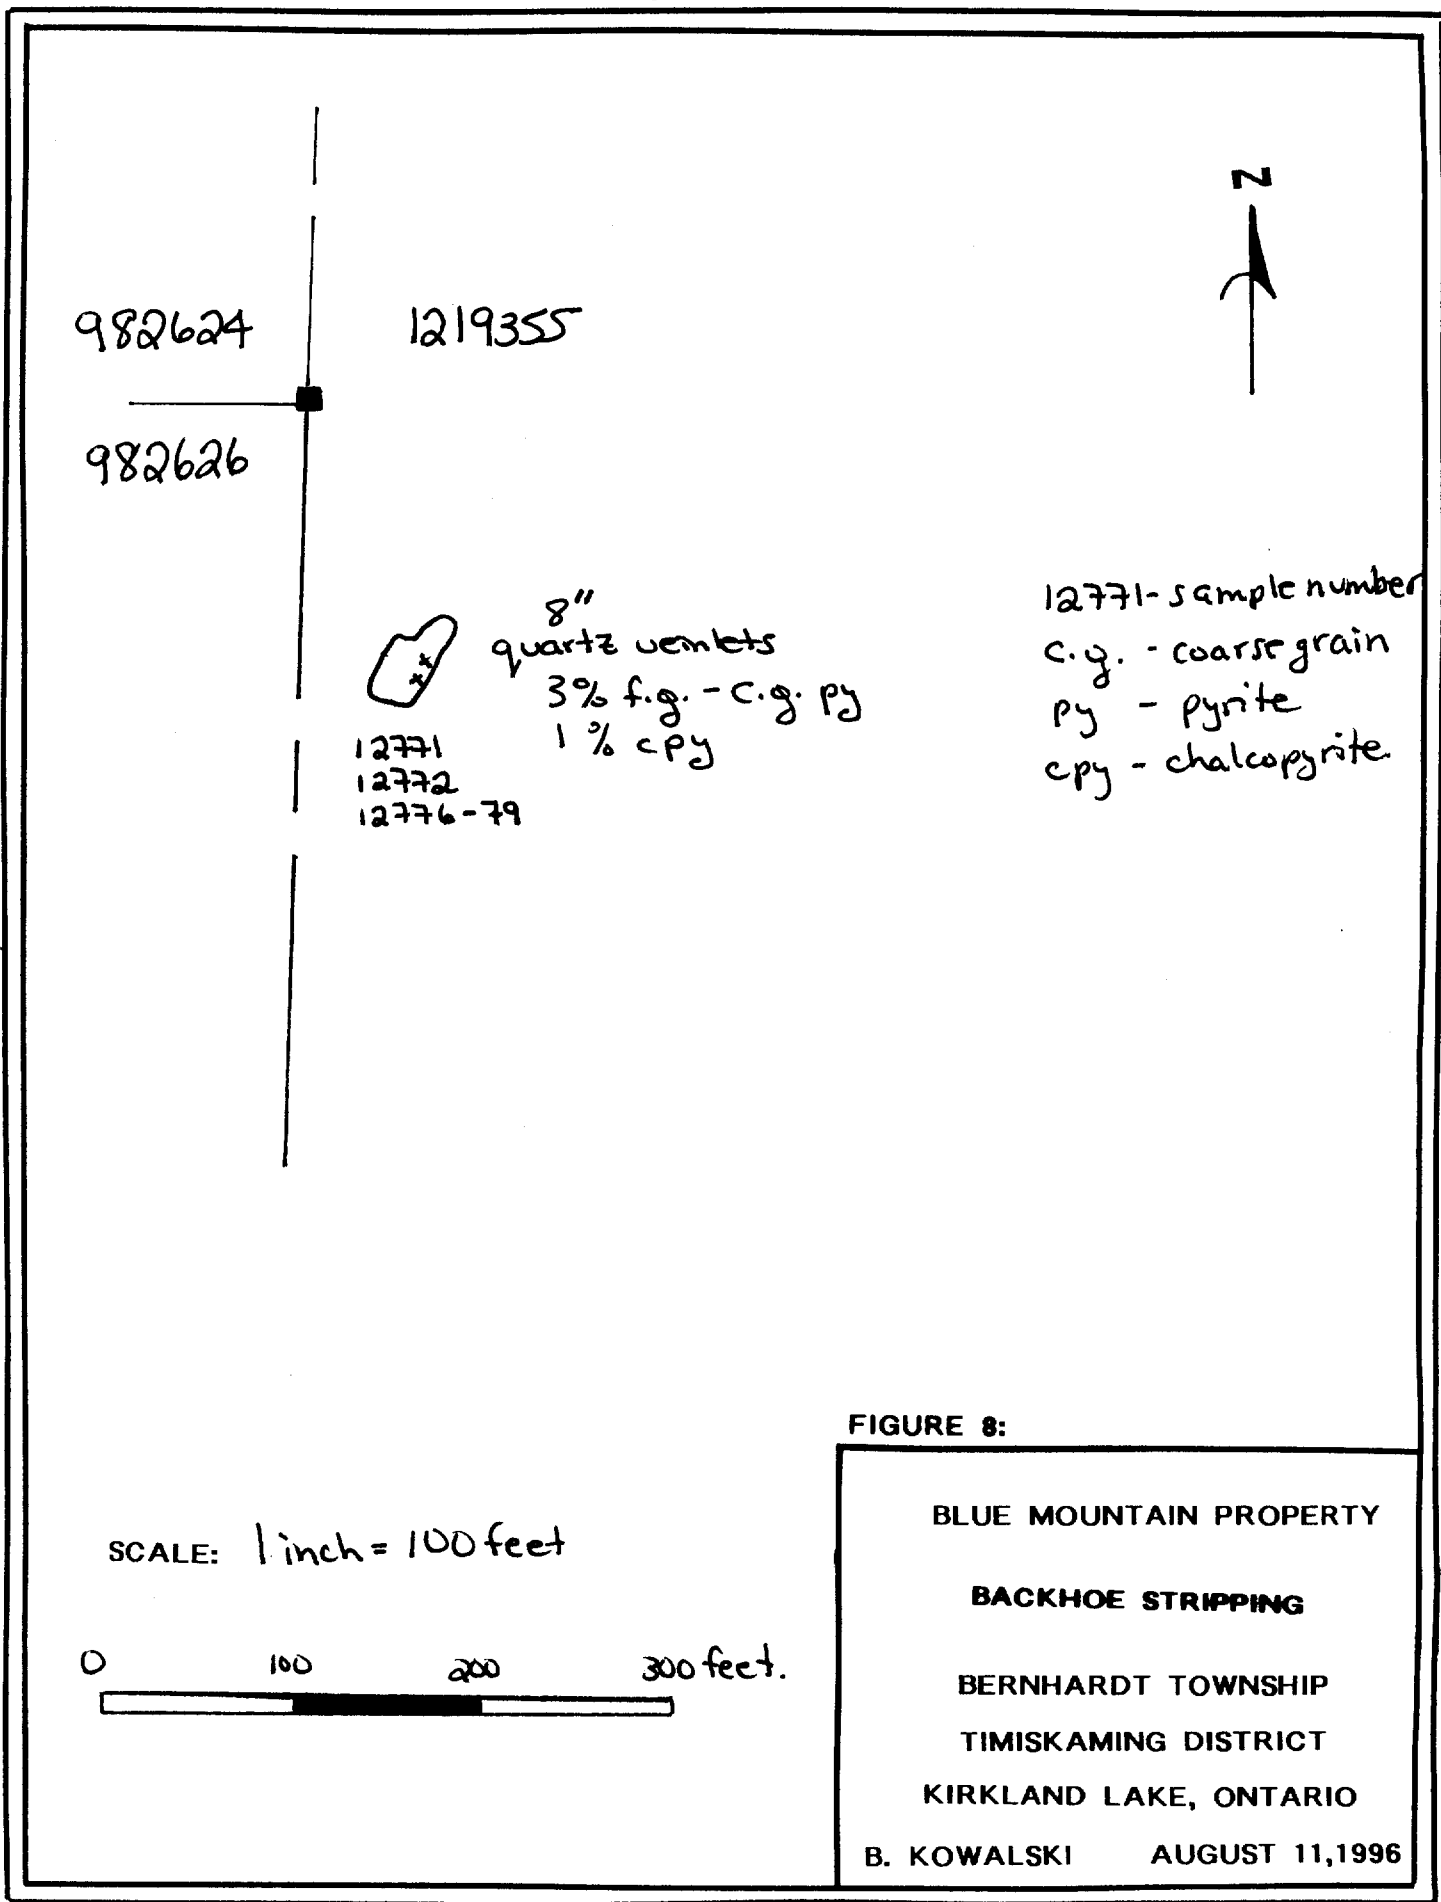 N
982624
1219355
982626
8"
quartz veinlets
3% f.g. - c.g. py
1% cpy
12771
12772
12776-79
12771- sample number
c.g. - coarse grain
py - pyrite
cpy - chalcopyrite.
FIGURE 8:
BLUE MOUNTAIN PROPERTY
BACKHOE STRIPPING
BERNHARDT TOWNSHIP
TIMISKAMING DISTRICT
KIRKLAND LAKE, ONTARIO
B. KOWALSKI AUGUST 11,1996
SCALE: 1 inch = 100 feet
0 100 200 300 feet.